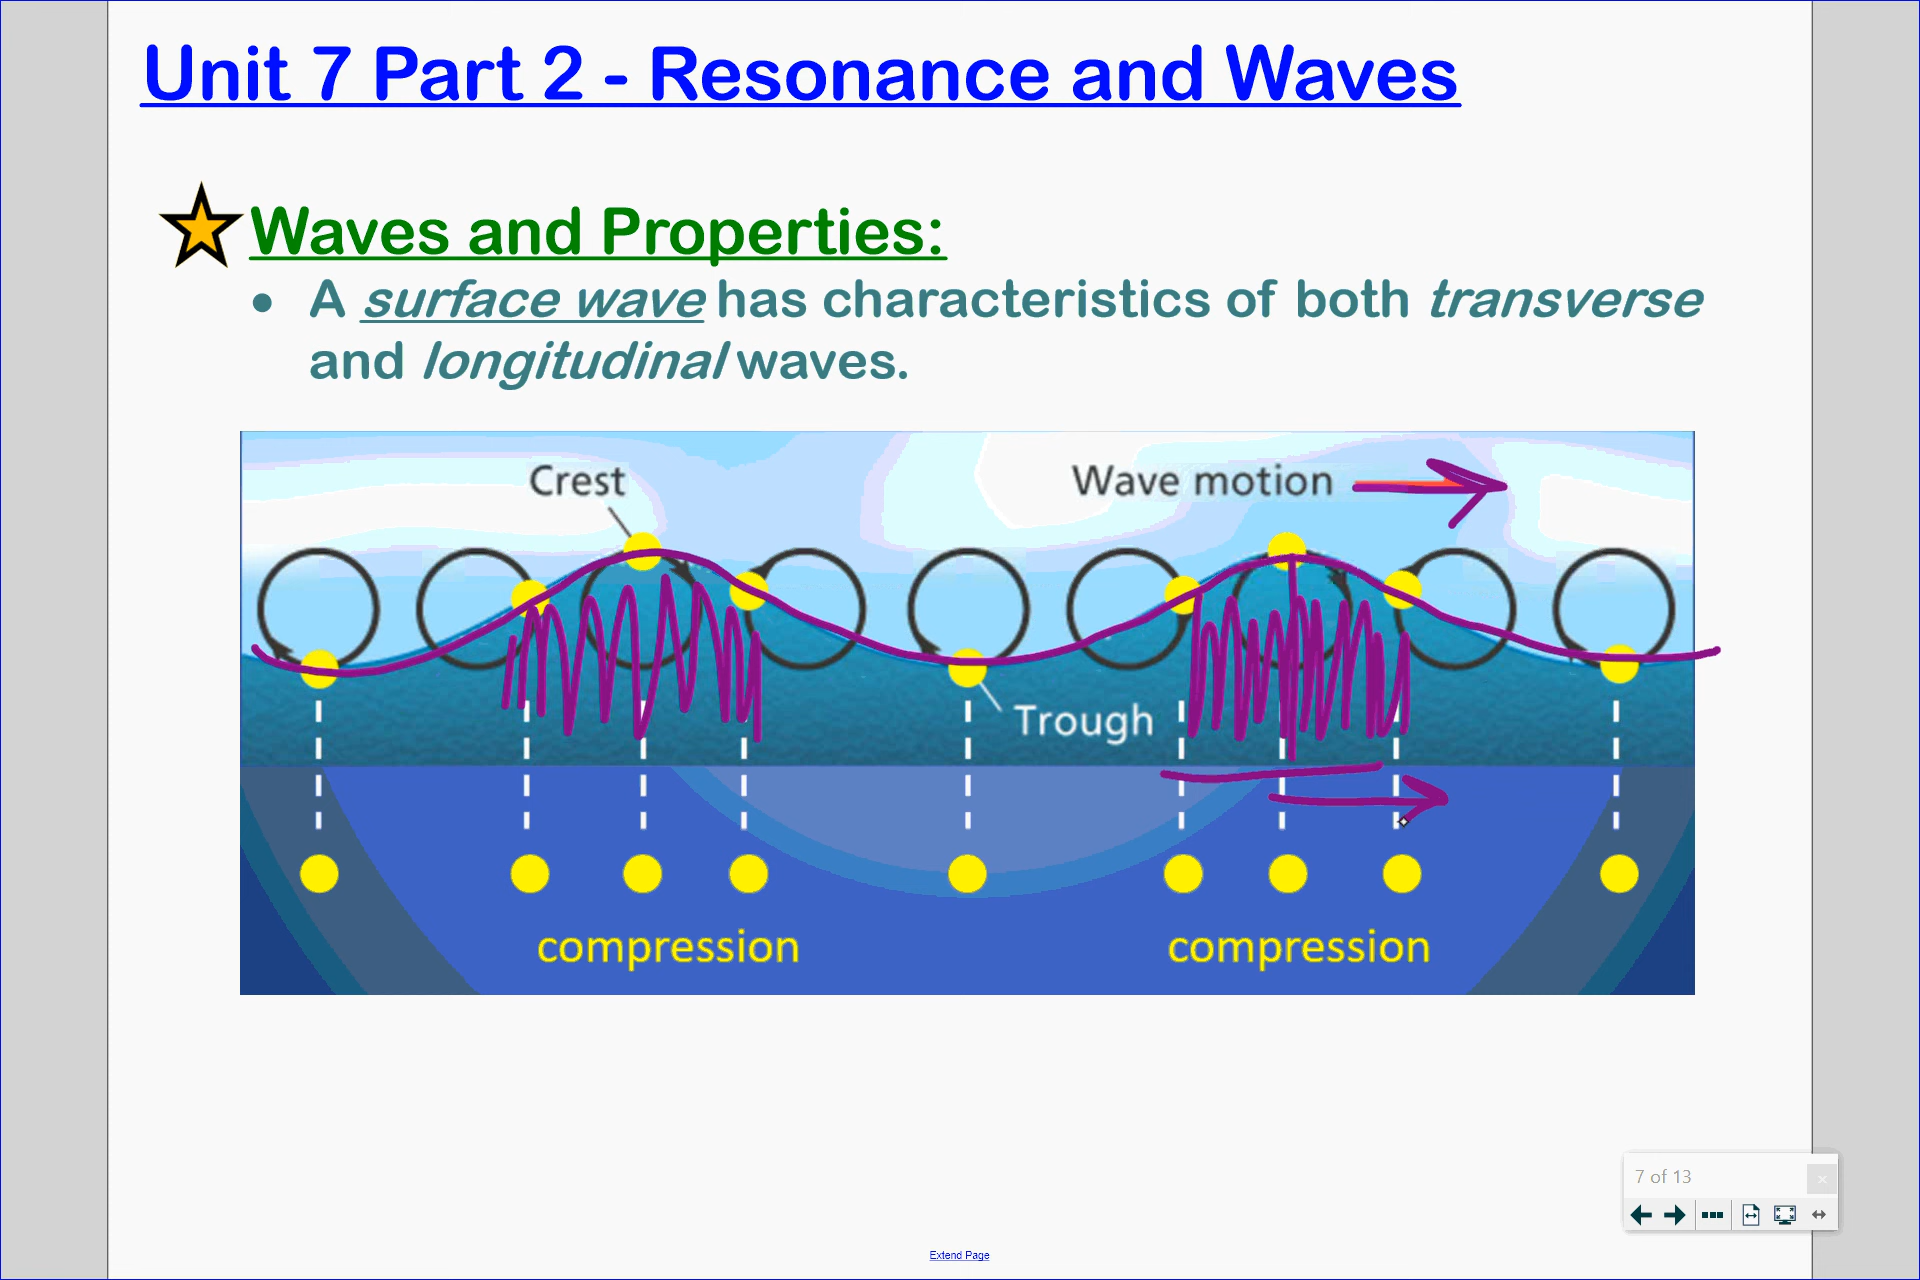 Unit 7 Part 2 - Resonance and Waves
Waves and Properties:
• A surface wave has characteristics of both transverse
and longitudinal waves.
Crest
Wave motion
Trough
compression
compression
7 of 13
Extend Page